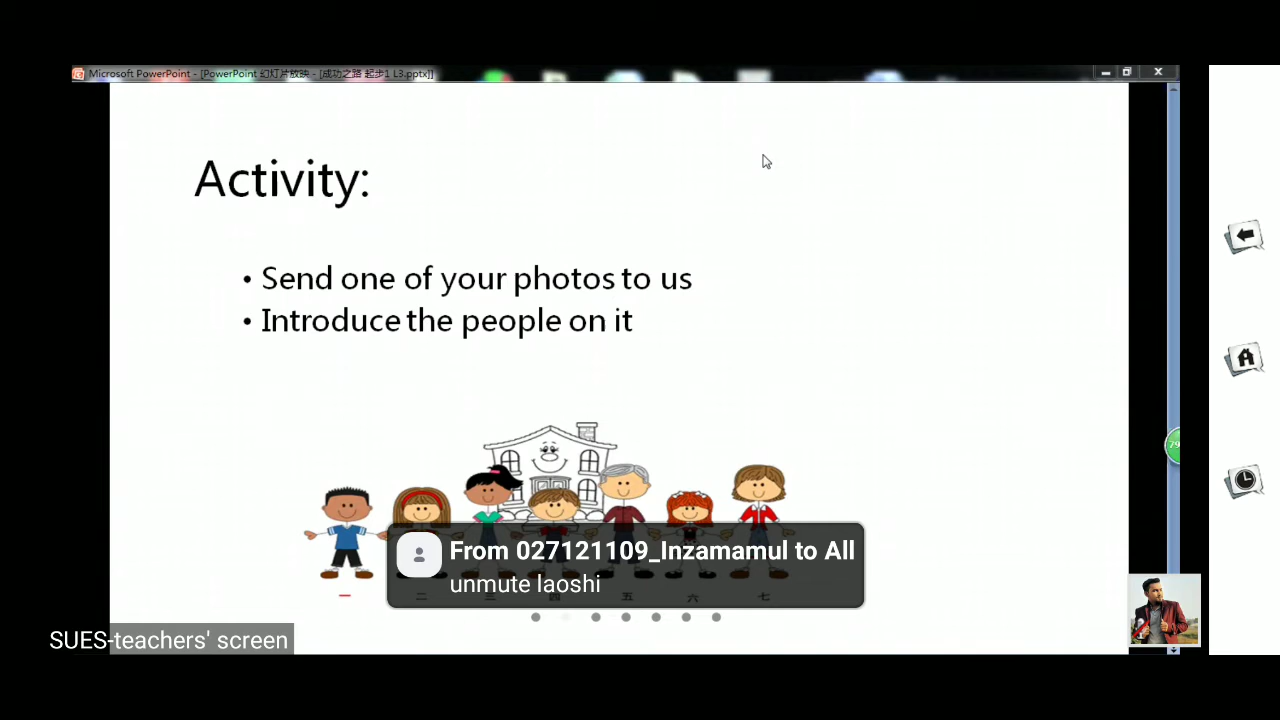 Microsoft PowerPoint - [PowerPoint 幻灯片放映 - [成功之路 起步1 L3.pptx]]
Activity:
• Send one of your photos to us
• Introduce the people on it
From 027121109_Inzamamul to All
unmute laoshi
一 二 三 四 五 六 七
SUES-teachers' screen